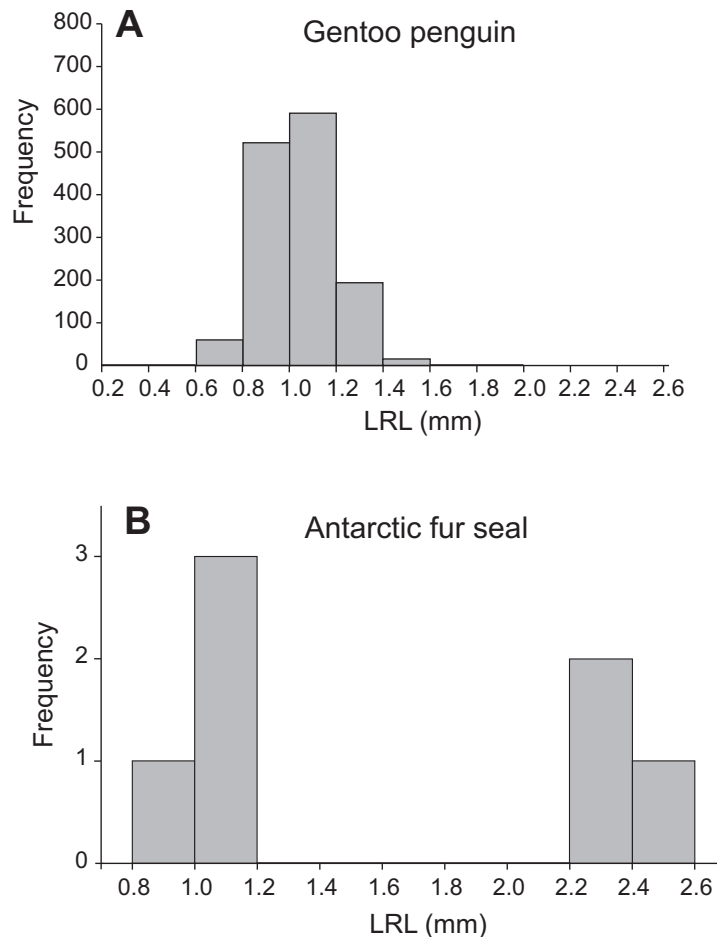 A
Gentoo penguin
Frequency
800
700
600
500
400
300
200
100
0
0.2 0.4 0.6 0.8 1.0 1.2 1.4 1.6 1.8 2.0 2.2 2.4 2.6
LRL (mm)
B
Antarctic fur seal
Frequency
3
2
1
0
0.8 1.0 1.2 1.4 1.6 1.8 2.0 2.2 2.4 2.6
LRL (mm)